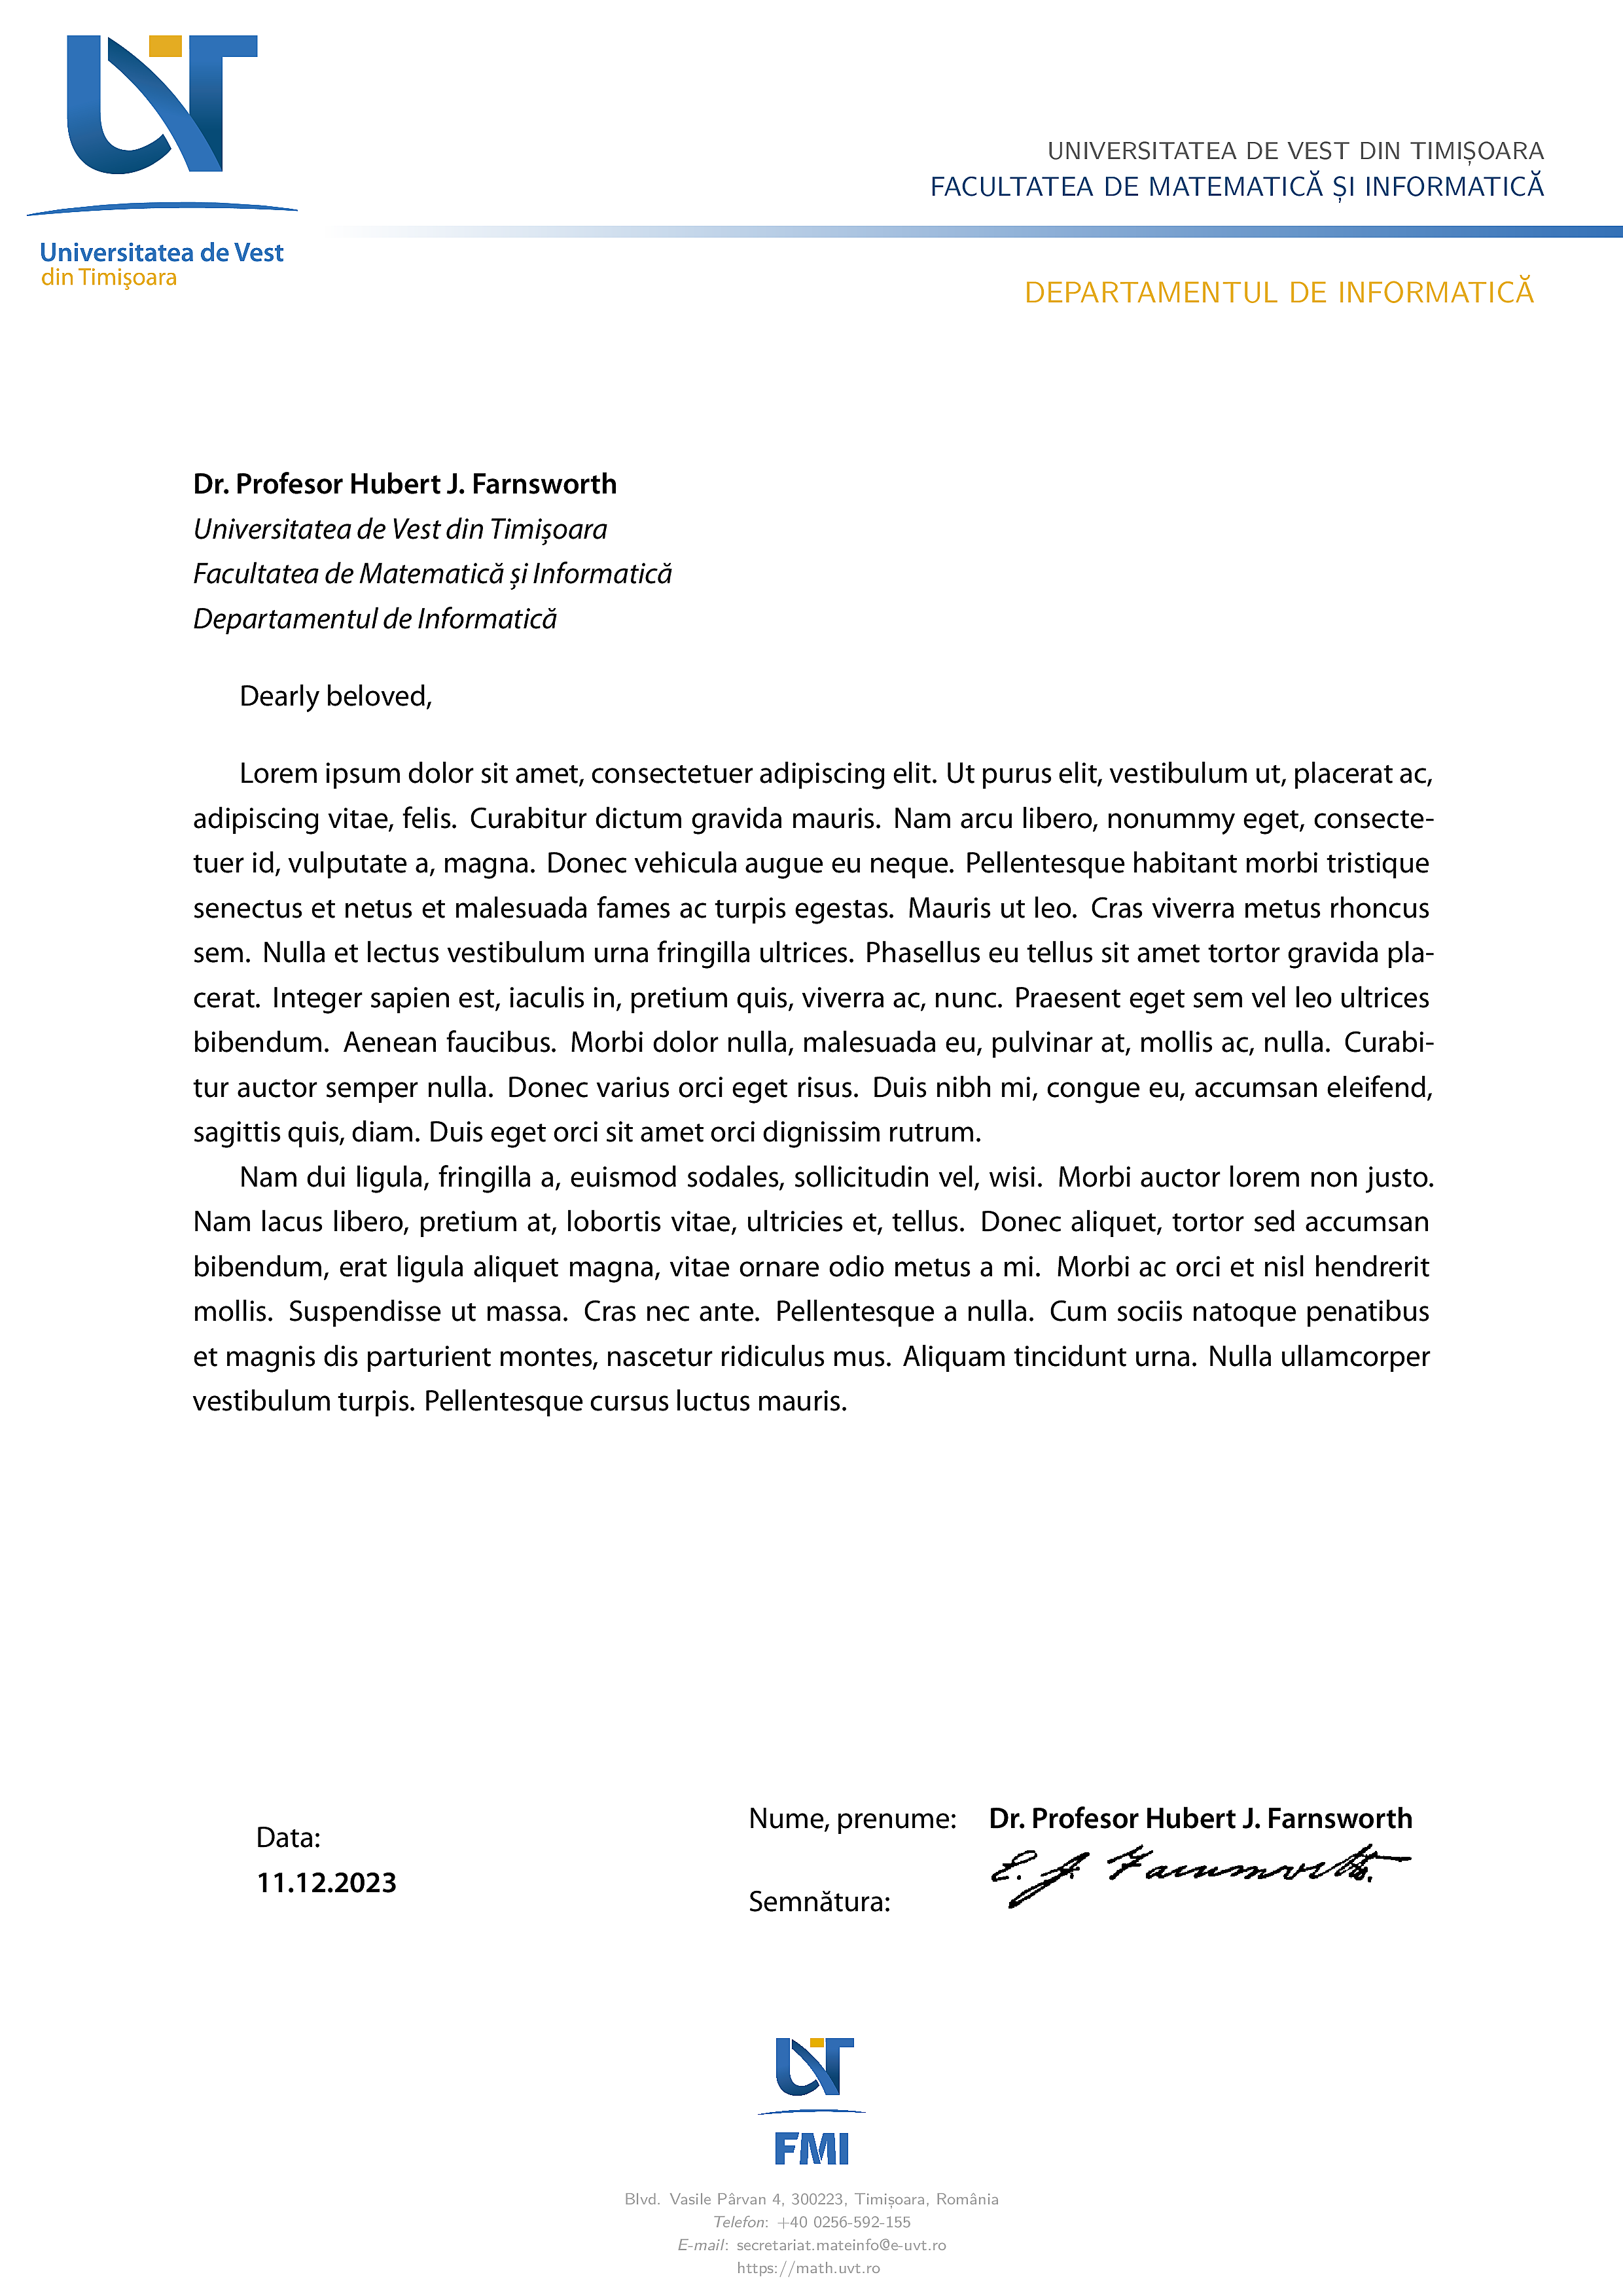 UVT
Universitatea de Vest
din Timişoara
UNIVERSITATEA DE VEST DIN TIMIȘOARA
FACULTATEA DE MATEMATICĂ ȘI INFORMATICĂ
DEPARTAMENTUL DE INFORMATICĂ
Dr. Profesor Hubert J. Farnsworth
Universitatea de Vest din Timișoara
Facultatea de Matematică și Informatică
Departamentul de Informatică
Dearly beloved,
Lorem ipsum dolor sit amet, consectetuer adipiscing elit. Ut purus elit, vestibulum ut, placerat ac,
adipiscing vitae, felis. Curabitur dictum gravida mauris. Nam arcu libero, nonummy eget, consecte-
tuer id, vulputate a, magna. Donec vehicula augue eu neque. Pellentesque habitant morbi tristique
senectus et netus et malesuada fames ac turpis egestas. Mauris ut leo. Cras viverra metus rhoncus
sem. Nulla et lectus vestibulum urna fringilla ultrices. Phasellus eu tellus sit amet tortor gravida pla-
cerat. Integer sapien est, iaculis in, pretium quis, viverra ac, nunc. Praesent eget sem vel leo ultrices
bibendum. Aenean faucibus. Morbi dolor nulla, malesuada eu, pulvinar at, mollis ac, nulla. Curabi-
tur auctor semper nulla. Donec varius orci eget risus. Duis nibh mi, congue eu, accumsan eleifend,
sagittis quis, diam. Duis eget orci sit amet orci dignissim rutrum.
Nam dui ligula, fringilla a, euismod sodales, sollicitudin vel, wisi. Morbi auctor lorem non justo.
Nam lacus libero, pretium at, lobortis vitae, ultricies et, tellus. Donec aliquet, tortor sed accumsan
bibendum, erat ligula aliquet magna, vitae ornare odio metus a mi. Morbi ac orci et nisl hendrerit
mollis. Suspendisse ut massa. Cras nec ante. Pellentesque a nulla. Cum sociis natoque penatibus
et magnis dis parturient montes, nascetur ridiculus mus. Aliquam tincidunt urna. Nulla ullamcorper
vestibulum turpis. Pellentesque cursus luctus mauris.
Data:
11.12.2023
Nume, prenume: Dr. Profesor Hubert J. Farnsworth
Semnătura: E. J. Farnsworth.
UVT
FMI
Blvd. Vasile Pârvan 4, 300223, Timișoara, România
Telefon: +40 0256-592-155
E-mail: secretariat.mateinfo@e-uvt.ro
https://math.uvt.ro